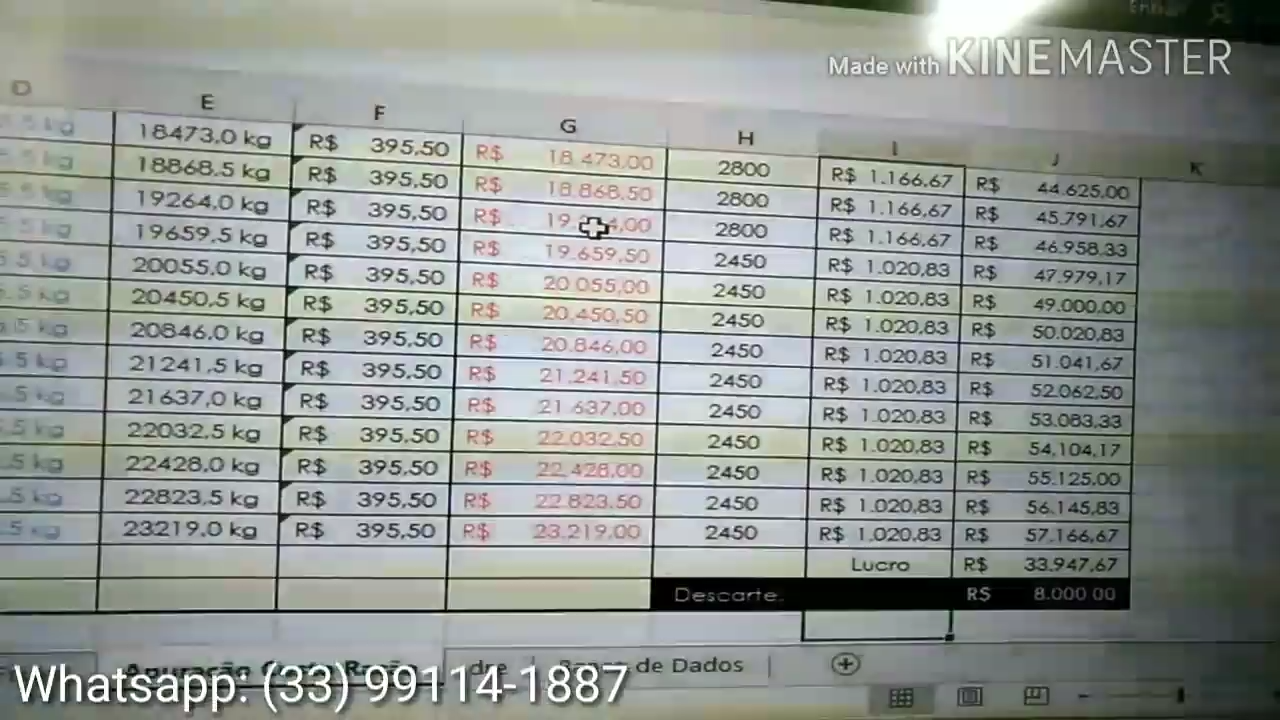 Entrar
Made with KINEMASTER
D E F G H I J K
18473,0 kg R$ 395,50 R$ 18.473,00 2800 R$ 1.166,67 R$ 44.625,00
18868,5 kg R$ 395,50 R$ 18.868,50 2800 R$ 1.166,67 R$ 45.791,67
19264,0 kg R$ 395,50 R$ 2800 R$ 1.166,67 R$ 46.958,33
19659,5 kg R$ 395,50 R$ 19.659,50 2450 R$ 1.020,83 R$ 47.979,17
20055,0 kg R$ 395,50 R$ 20.055,00 2450 R$ 1.020,83 R$ 49.000,00
20450,5 kg R$ 395,50 R$ 20.450,50 2450 R$ 1.020,83 R$ 50.020,83
20846,0 kg R$ 395,50 R$ 20.846,00 2450 R$ 1.020,83 R$ 51.041,67
21241,5 kg R$ 395,50 R$ 21.241,50 2450 R$ 1.020,83 R$ 52.062,50
21637,0 kg R$ 395,50 R$ 21.637,00 2450 R$ 1.020,83 R$ 53.083,33
22032,5 kg R$ 395,50 R$ 22.032,50 2450 R$ 1.020,83 R$ 54.104,17
22428,0 kg R$ 395,50 R$ 22.428,00 2450 R$ 1.020,83 R$ 55.125,00
22823,5 kg R$ 395,50 R$ 22.823,50 2450 R$ 1.020,83 R$ 56.145,83
23219,0 kg R$ 395,50 R$ 23.219,00 2450 R$ 1.020,83 R$ 57.166,67
Lucro R$ 33.947,67
Descarte. R$ 8.000,00
Apuração Custo Ração dre de Dados
Whatsapp: (33) 99114-1887